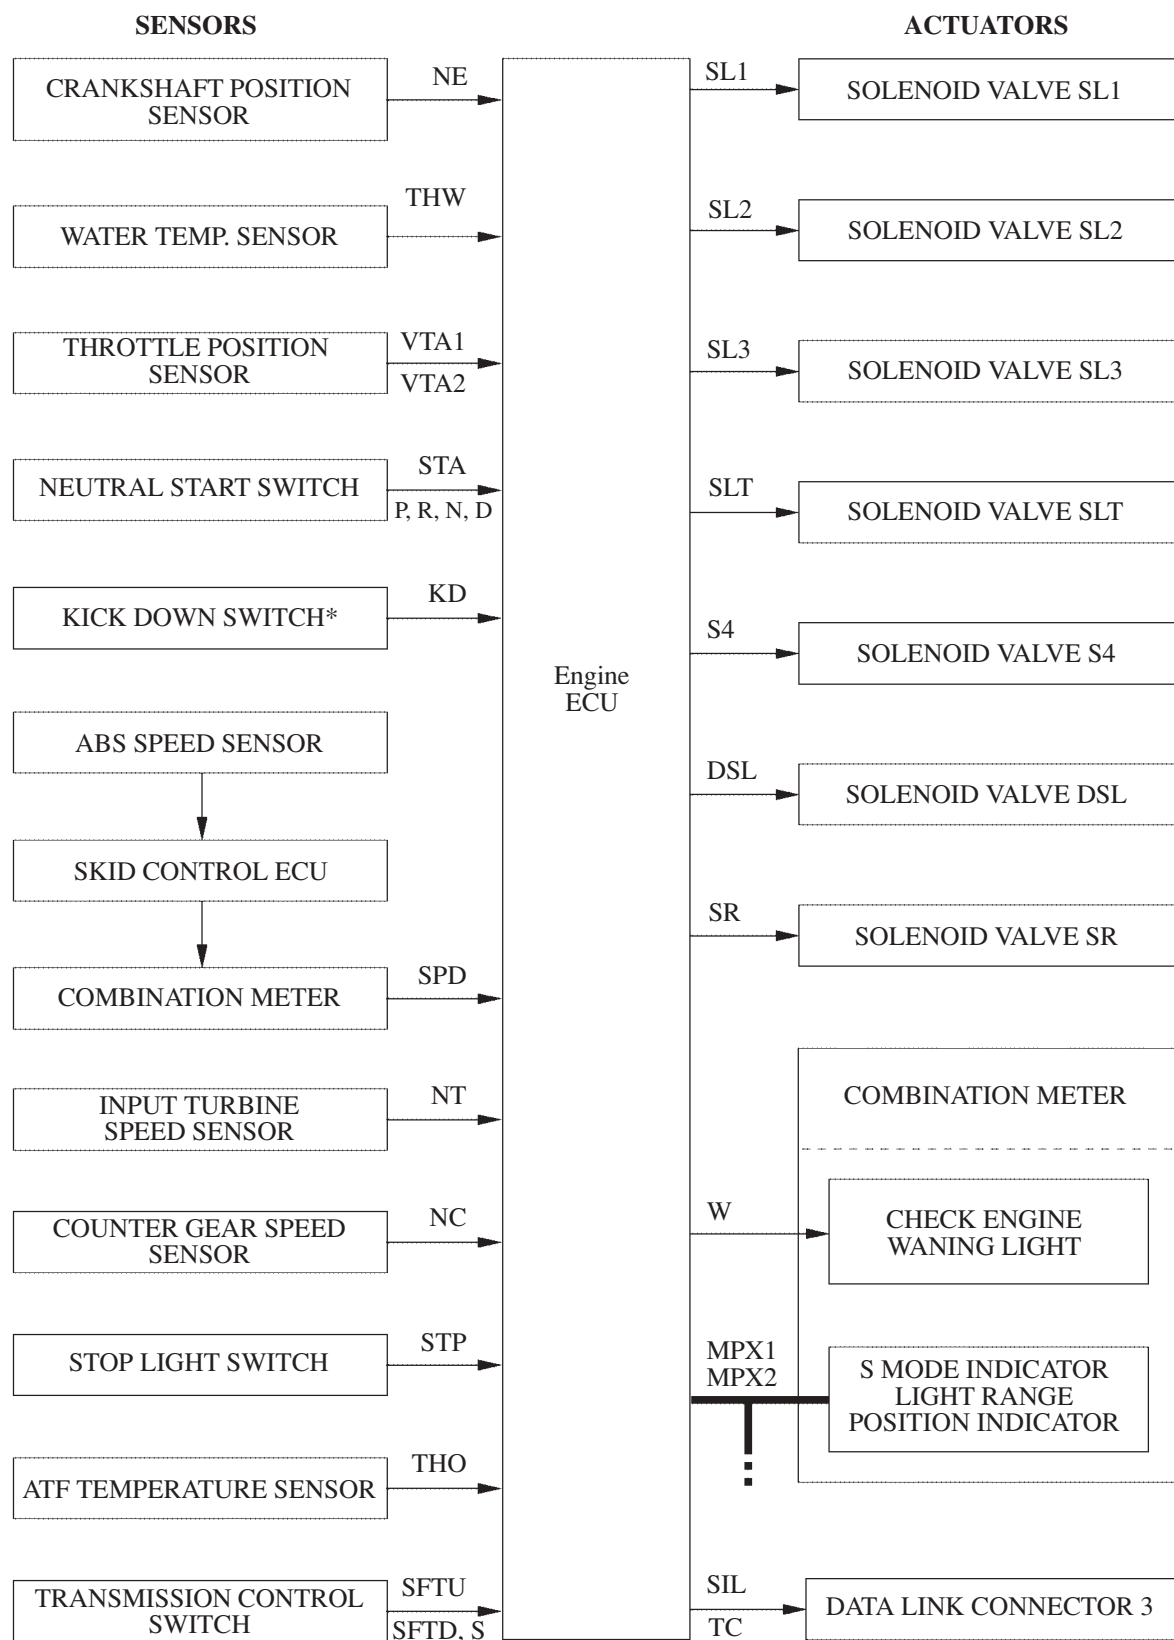 SENSORS
ACTUATORS
CRANKSHAFT POSITION
SENSOR
NE
WATER TEMP. SENSOR
THW
THROTTLE POSITION
SENSOR
VTA1
VTA2
NEUTRAL START SWITCH
STA
P, R, N, D
KICK DOWN SWITCH*
KD
ABS SPEED SENSOR
SKID CONTROL ECU
COMBINATION METER
SPD
INPUT TURBINE
SPEED SENSOR
NT
COUNTER GEAR SPEED
SENSOR
NC
STOP LIGHT SWITCH
STP
ATF TEMPERATURE SENSOR
THO
TRANSMISSION CONTROL
SWITCH
SFTU
SFTD, S
Engine
ECU
SL1
SOLENOID VALVE SL1
SL2
SOLENOID VALVE SL2
SL3
SOLENOID VALVE SL3
SLT
SOLENOID VALVE SLT
S4
SOLENOID VALVE S4
DSL
SOLENOID VALVE DSL
SR
SOLENOID VALVE SR
COMBINATION METER
W
CHECK ENGINE
WANING LIGHT
MPX1
MPX2
S MODE INDICATOR
LIGHT RANGE
POSITION INDICATOR
SIL
TC
DATA LINK CONNECTOR 3